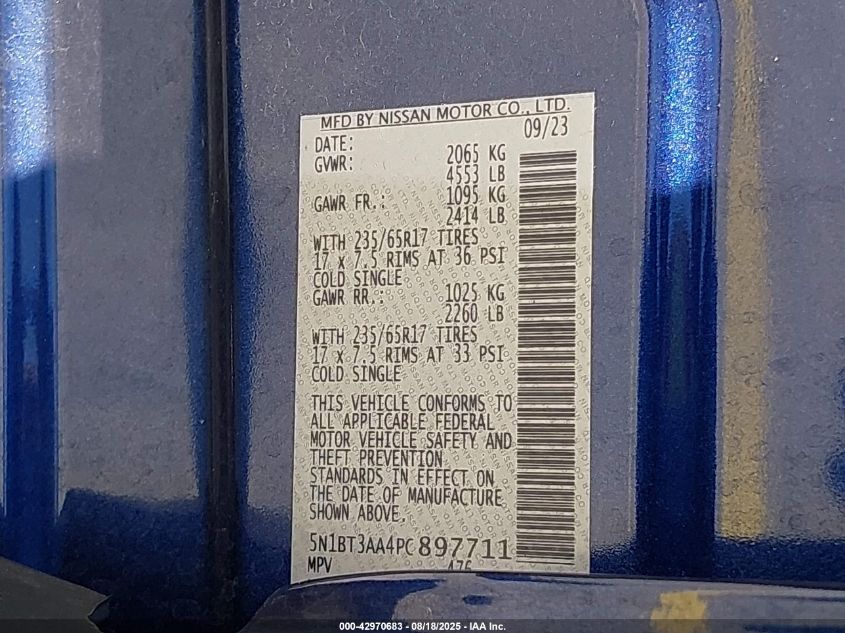 MFD BY NISSAN MOTOR CO., LTD.
DATE: 09/23
GVWR: 2065 KG
4553 LB
GAWR FR.: 1095 KG
2414 LB
WITH 235/65R17 TIRES
17 x 7.5 RIMS AT 36 PSI
COLD SINGLE
GAWR RR.: 1025 KG
2260 LB
WITH 235/65R17 TIRES
17 x 7.5 RIMS AT 33 PSI
COLD SINGLE
THIS VEHICLE CONFORMS TO
ALL APPLICABLE FEDERAL
MOTOR VEHICLE SAFETY AND
THEFT PREVENTION
STANDARDS IN EFFECT ON
THE DATE OF MANUFACTURE
SHOWN ABOVE.
5N1BT3AA4PC897711
MPV
000-42970683 - 08/18/2025 - IAA Inc.